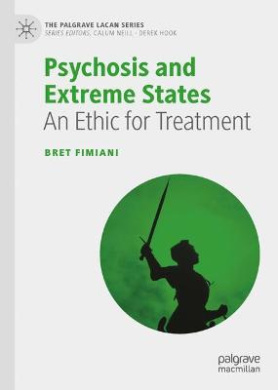 THE PALGRAVE LACAN SERIES
SERIES EDITORS: CALUM NEILL · DEREK HOOK
Psychosis and
Extreme States
An Ethic for Treatment
BRET FIMIANI
palgrave
macmillan